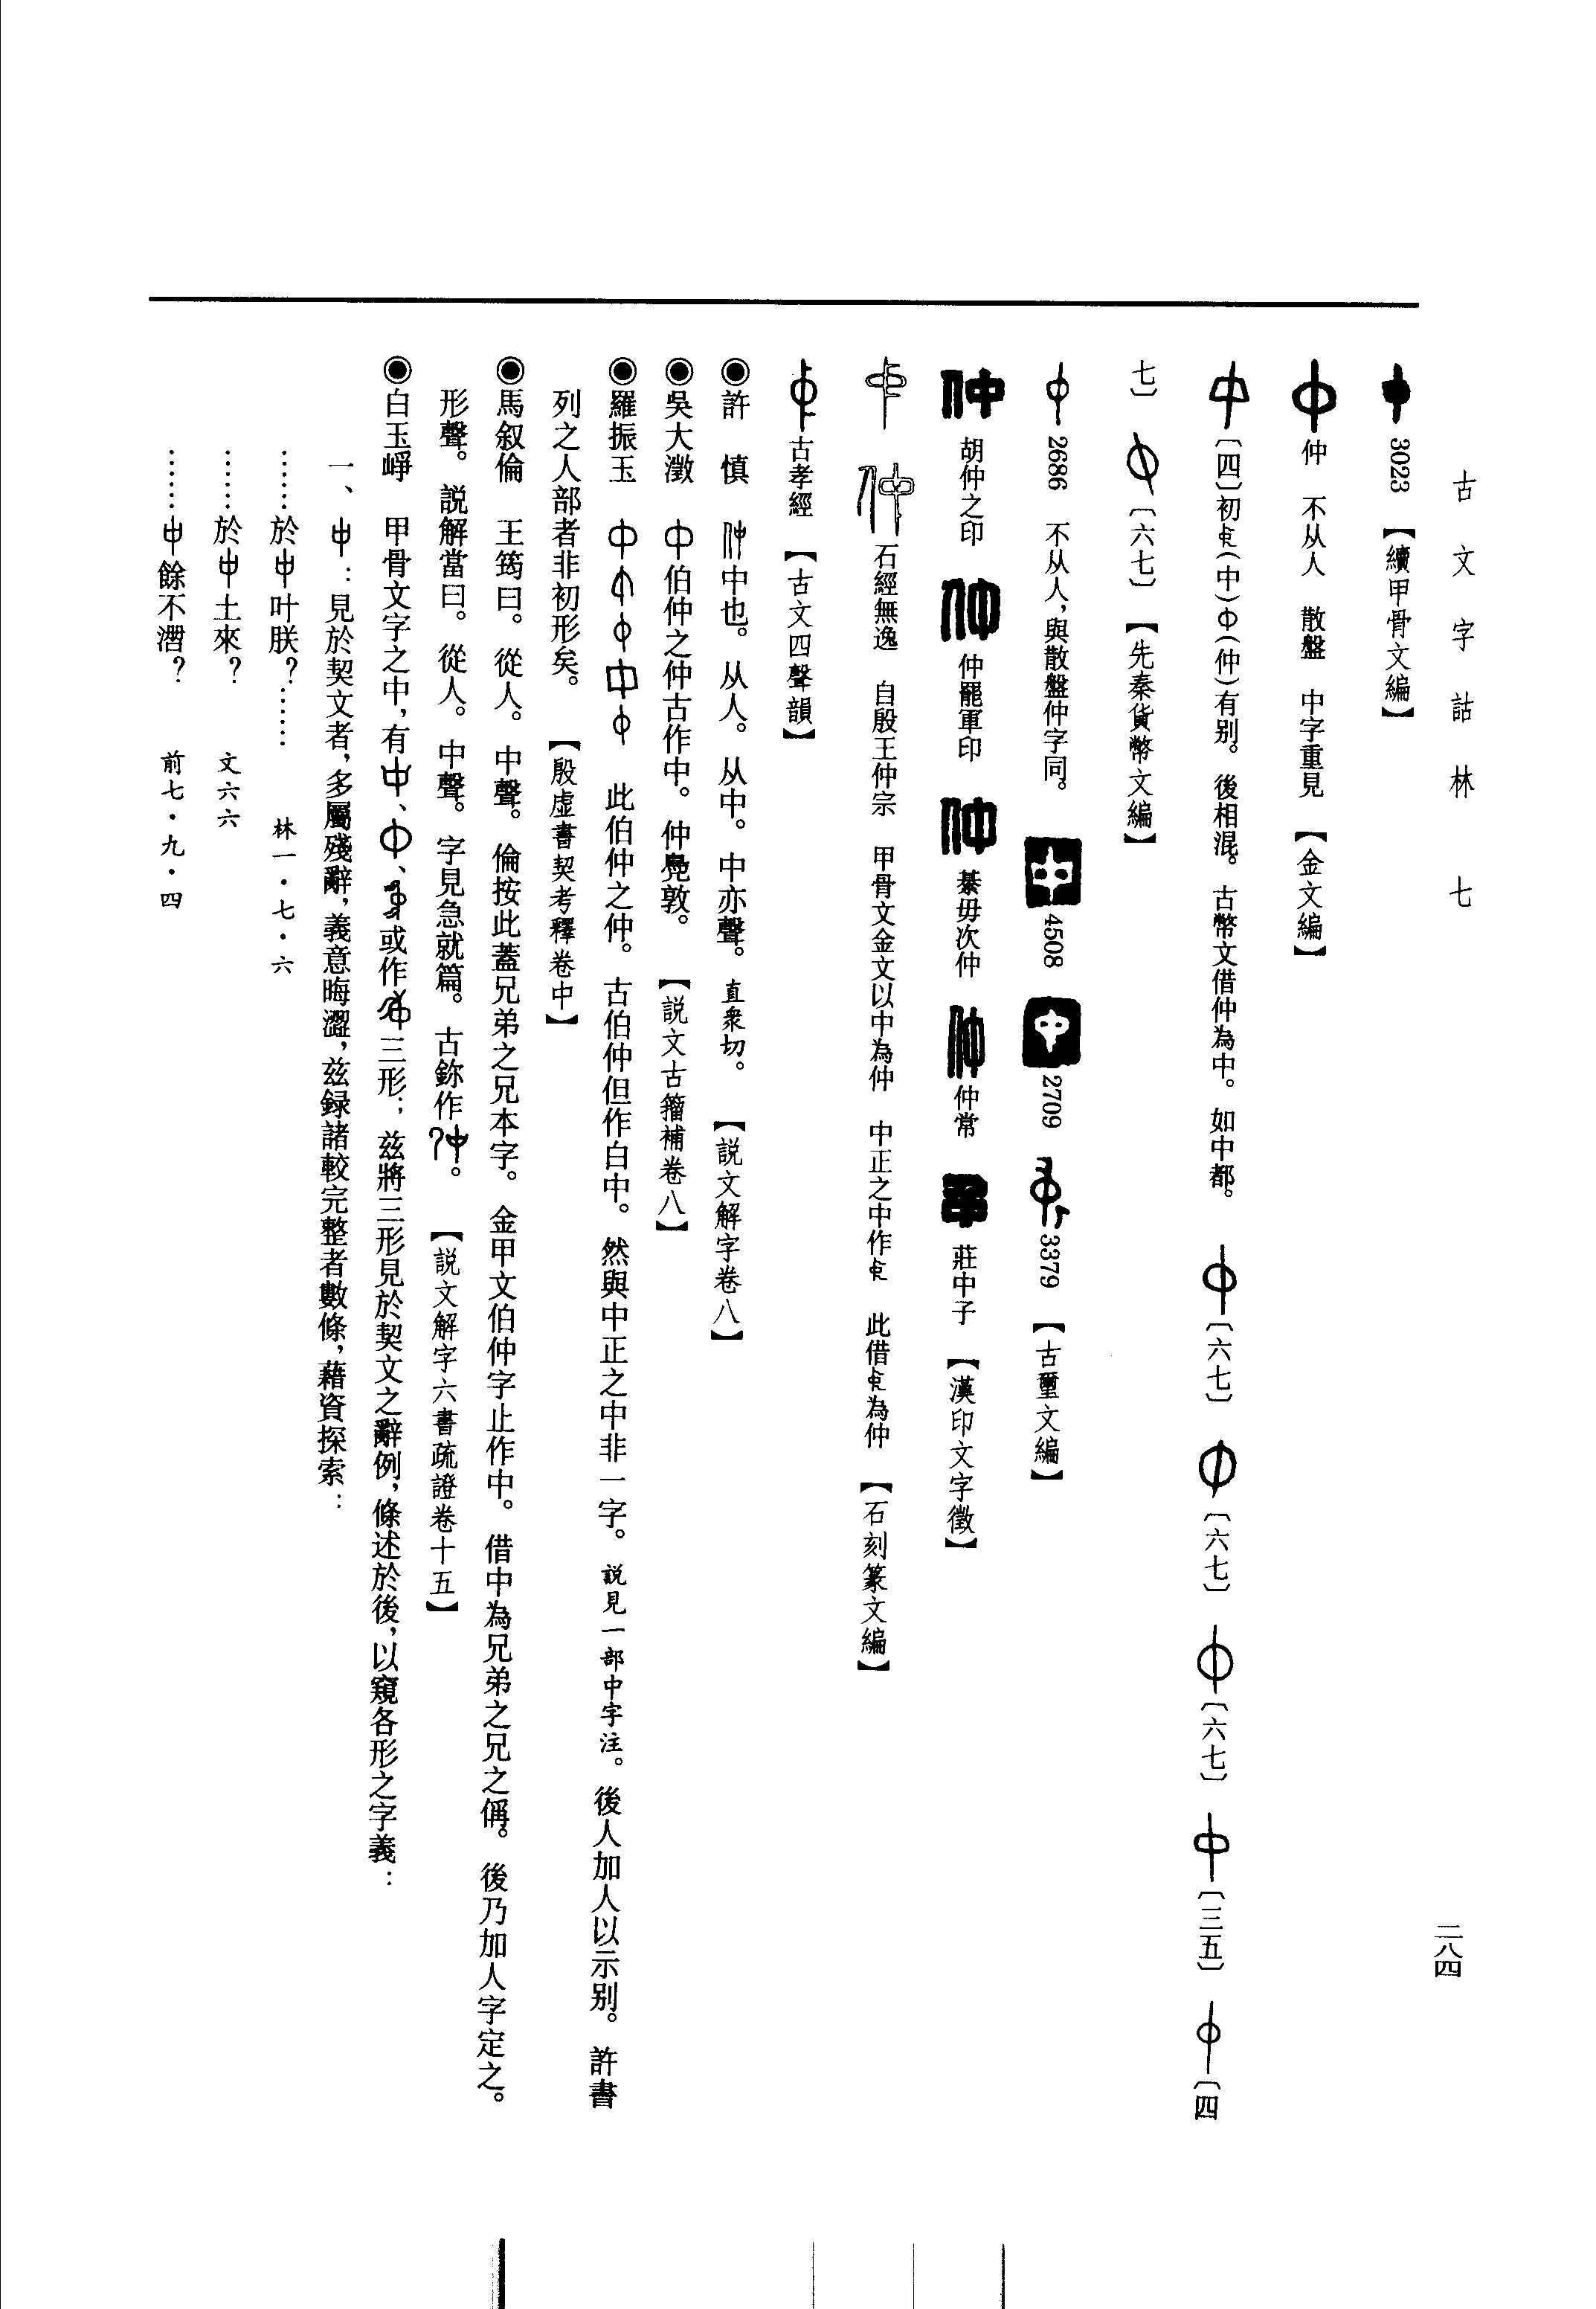 古文字詁林 七
二八四
3023 【續甲骨文編】
仲 不从人 散盤 中字重見 【金文編】
〔四〕初(中)(仲)有别。後相混。古幣文借仲為中。如中都。 〔六七〕 〔六七〕 〔六七〕 〔三五〕 〔四
七〕 〔六七〕【先秦貨幣文編】
2686 不从人，與散盤仲字同。 4508 2709 3379 【古璽文編】
胡仲之印 仲罷軍印 綦毋次仲 仲常 莊中子 【漢印文字徵】
石經無逸 自殷王仲宗 甲骨文金文以中為仲 中正之中作 此借為仲 【石刻篆文編】
古孝經 【古文四聲韻】
◉許 慎 中也。从人。从中。中亦聲。直衆切。 【説文解字卷八】
◉吳大澂 中伯仲之仲古作中。仲𠭯敦。 【説文古籀補卷八】
◉羅振玉 此伯仲之仲。古伯仲但作白中。然與中正之中非一字。説見一部中字注。後人加人以示别。許書
列之人部者非初形矣。 【殷虚書契考釋卷中】
◉馬叙倫 王筠曰。從人。中聲。倫按此蓋兄弟之兄本字。金甲文伯仲字止作中。借中為兄弟之兄之偁。後乃加人字定之。
形聲。説解當曰。從人。中聲。字見急就篇。古鉨作。 【説文解字六書疏證卷十五】
◉白玉崢 甲骨文字之中，有、、或作三形；兹將三形見於契文之辭例，條述於後，以窺各形之字義：
一、：見於契文者，多屬殘辭，義意晦澀，兹録諸較完整者數條，藉資探索：
……於叶朕？…… 林一・七・六
……於土來？ 文六六
……餘不潛？ 前七・九・四